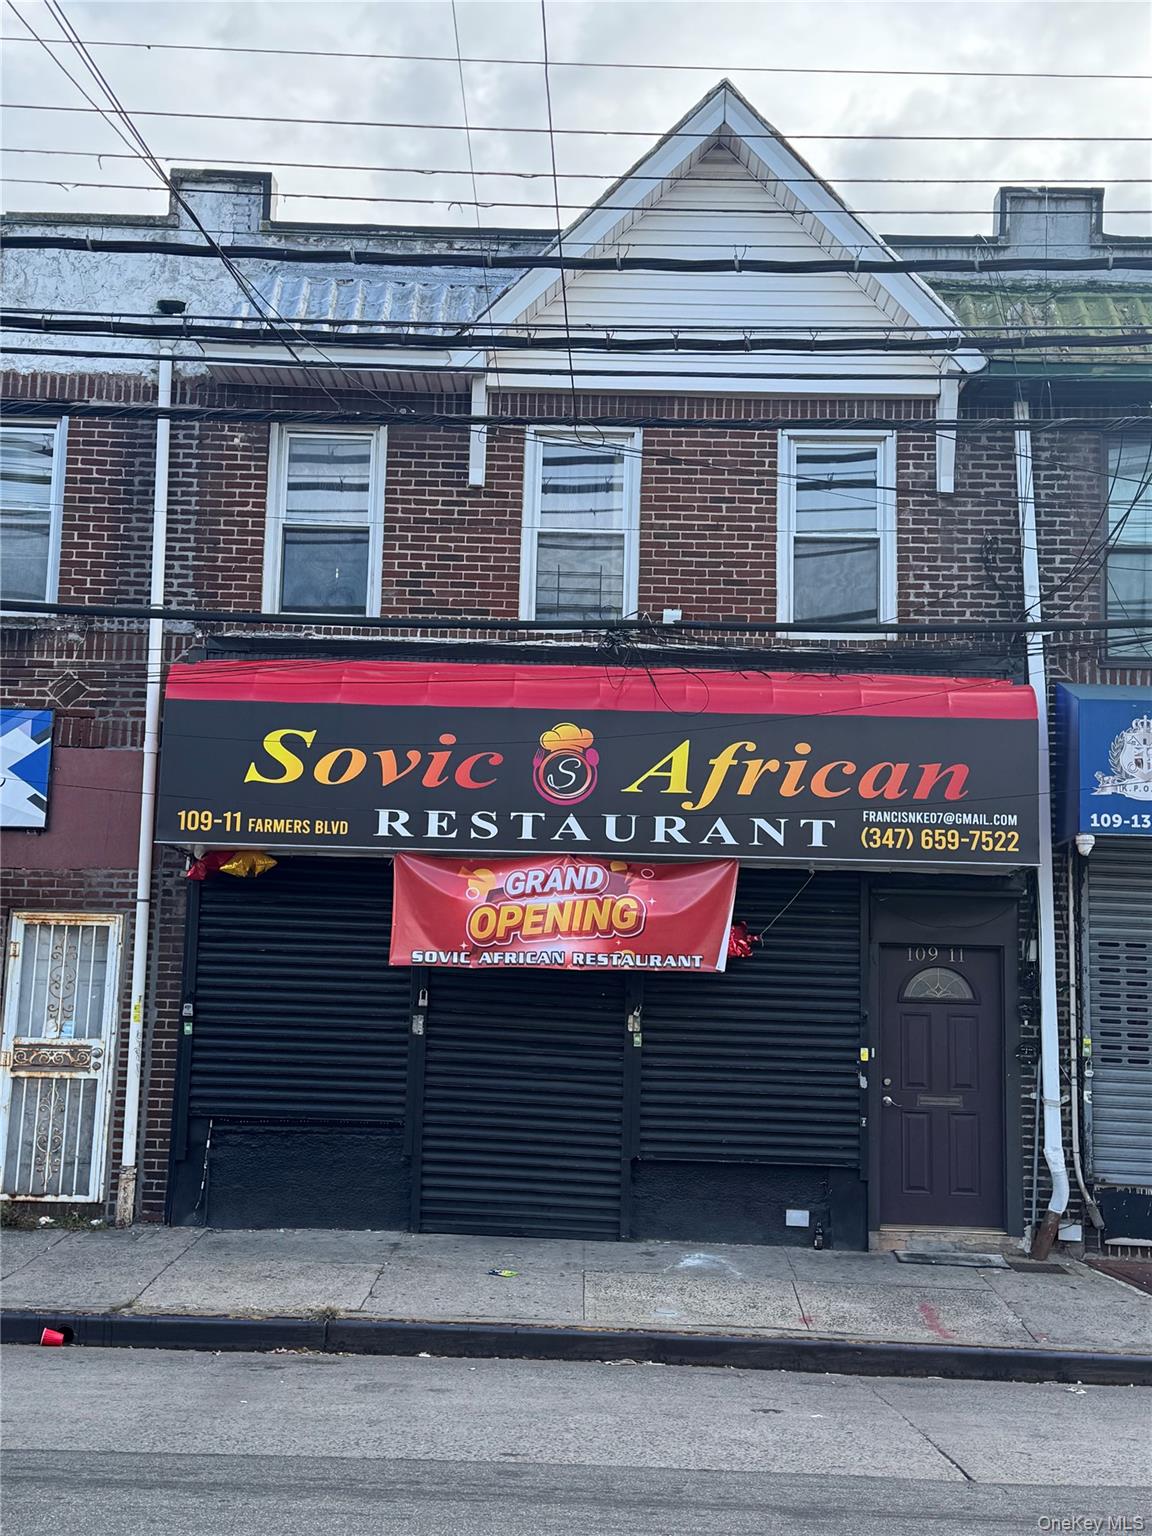 Sovic S African
109-11 FARMERS BLVD
RESTAURANT
FRANCISNKE07@GMAIL.COM
(347) 659-7522
GRAND
OPENING
SOVIC AFRICAN RESTAURANT
109 11
K.P.O.
109-13
OneKey MLS